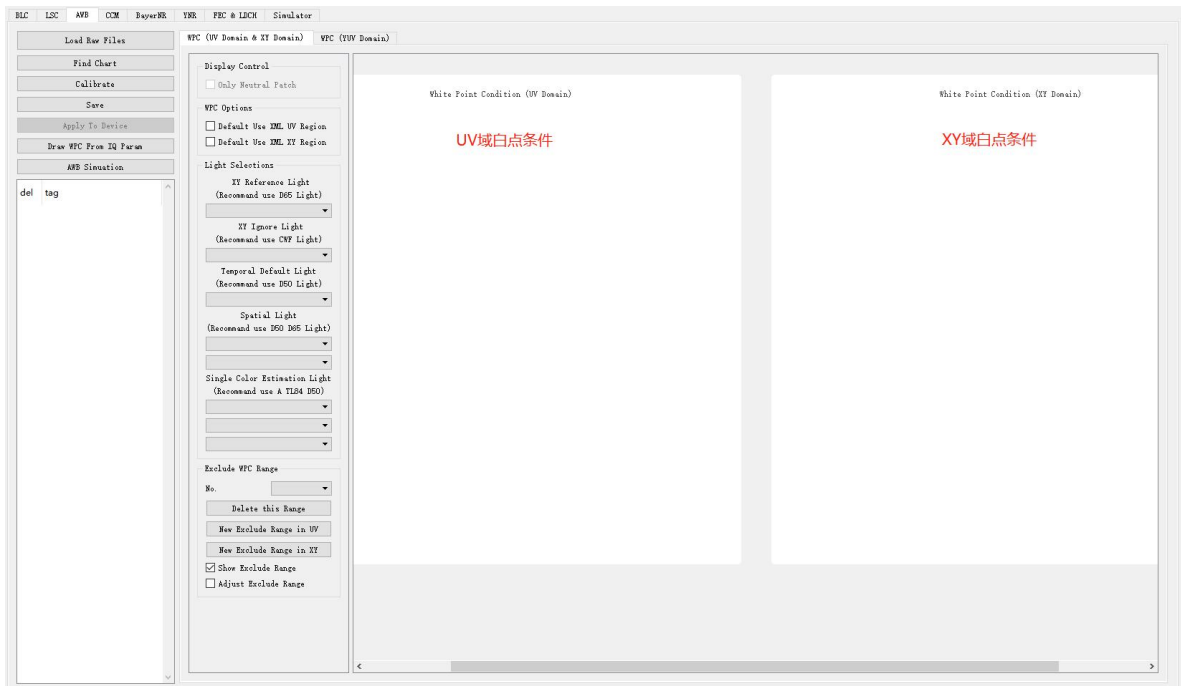 BLC LSC AWB CCM BayerNR YNR FEC & LDCH Simulator
Load Raw Files
Find Chart
Calibrate
Save
Apply To Device
Draw WPC From IQ Param
AWB Simuation
del tag
WPC (UV Domain & XY Domain) WPC (YUV Domain)
Display Control
Only Neutral Patch
WPC Options
Default Use XML UV Region
Default Use XML XY Region
Light Selections
XY Reference Light
(Recommand use D65 Light)
XY Ignore Light
(Recommand use CWF Light)
Temporal Default Light
(Recommand use D50 Light)
Spatial Light
(Recommand use D50 D65 Light)
Single Color Estimation Light
(Recommand use A TL84 D50)
Exclude WPC Range
No.
Delete this Range
New Exclude Range in UV
New Exclude Range in XY
Show Exclude Range
Adjust Exclude Range
White Point Condition (UV Domain)
UV域白点条件
White Point Condition (XY Domain)
XY域白点条件